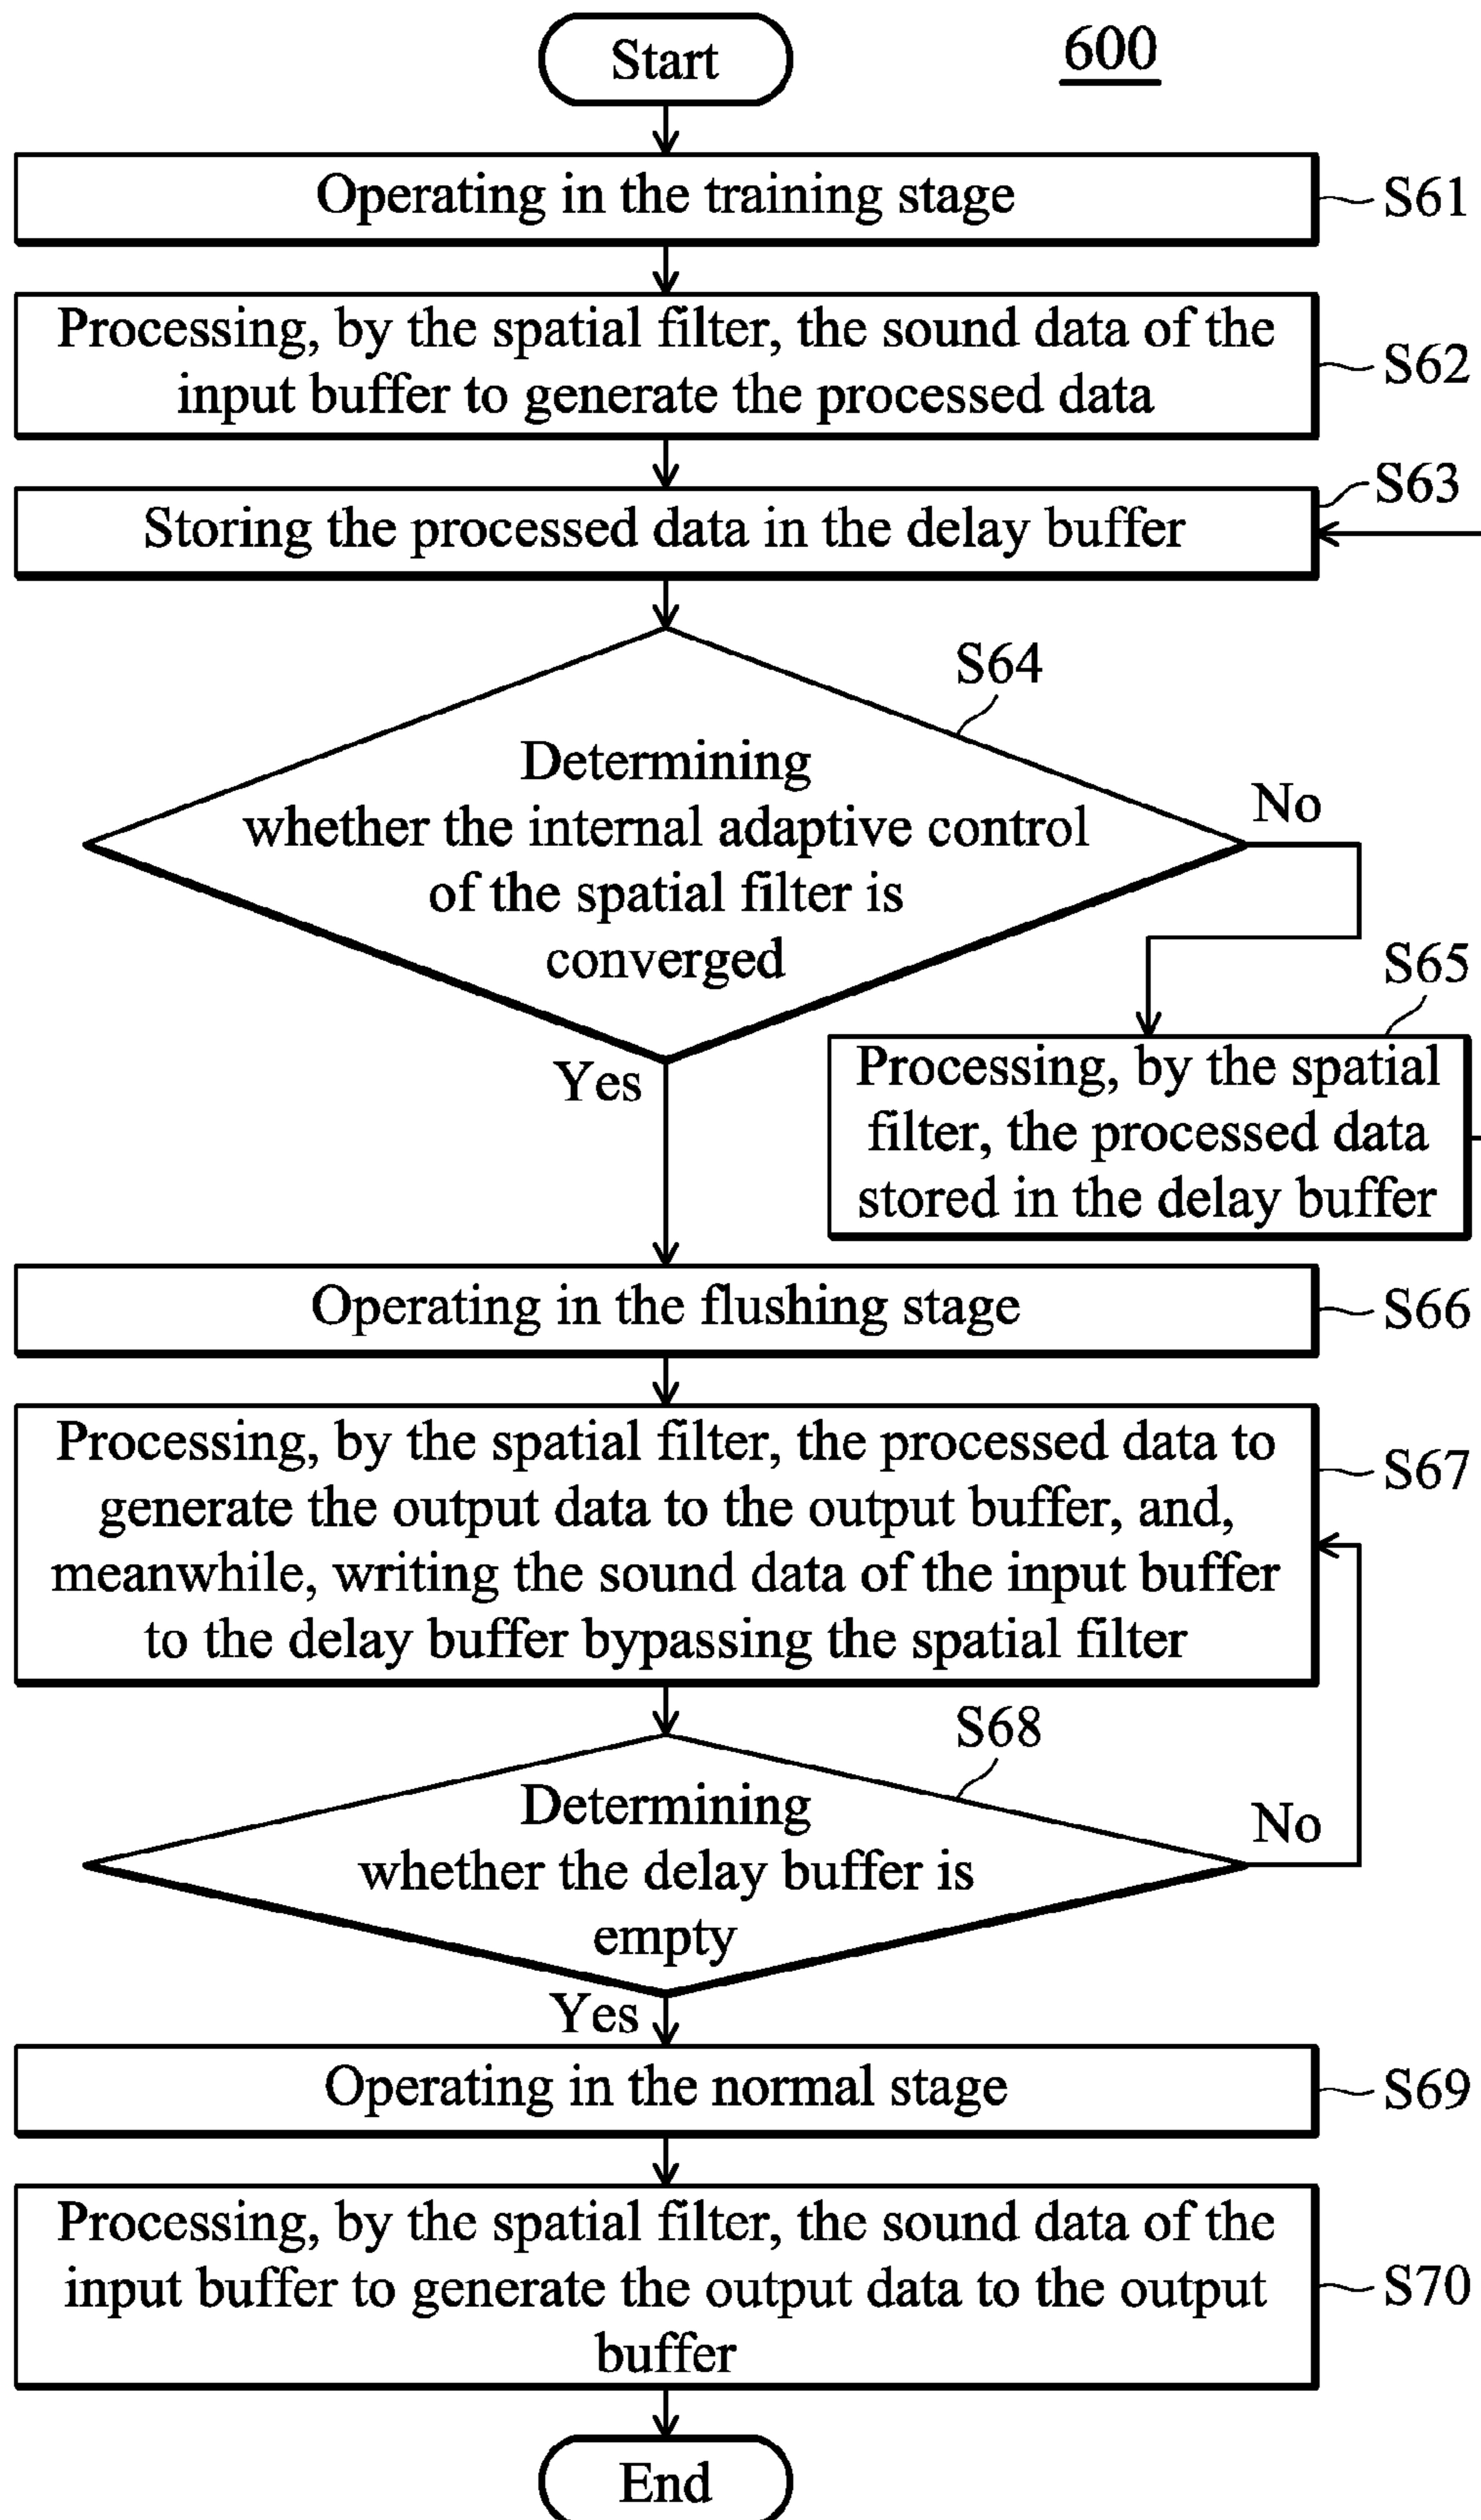 Start
600
Operating in the training stage
S61
Processing, by the spatial filter, the sound data of the
input buffer to generate the processed data
S62
Storing the processed data in the delay buffer
S63
S64
Determining
whether the internal adaptive control
of the spatial filter is
converged
No
Yes
S65
Processing, by the spatial
filter, the processed data
stored in the delay buffer
Operating in the flushing stage
S66
Processing, by the spatial filter, the processed data to
generate the output data to the output buffer, and,
meanwhile, writing the sound data of the input buffer
to the delay buffer bypassing the spatial filter
S67
S68
Determining
whether the delay buffer is
empty
No
Yes
Operating in the normal stage
S69
Processing, by the spatial filter, the sound data of the
input buffer to generate the output data to the output
buffer
S70
End